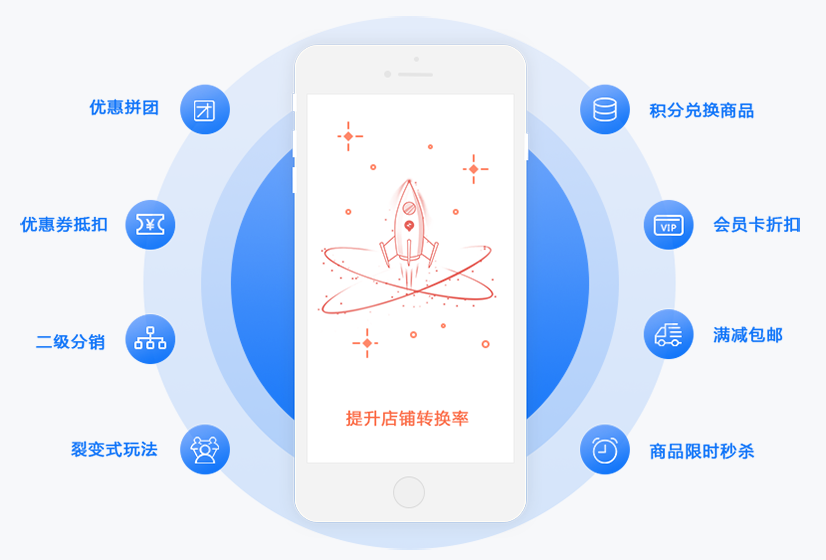 优惠拼团
团
积分兑换商品
优惠券抵扣
¥
VIP
会员卡折扣
二级分销
满减包邮
提升店铺转换率
裂变式玩法
商品限时秒杀